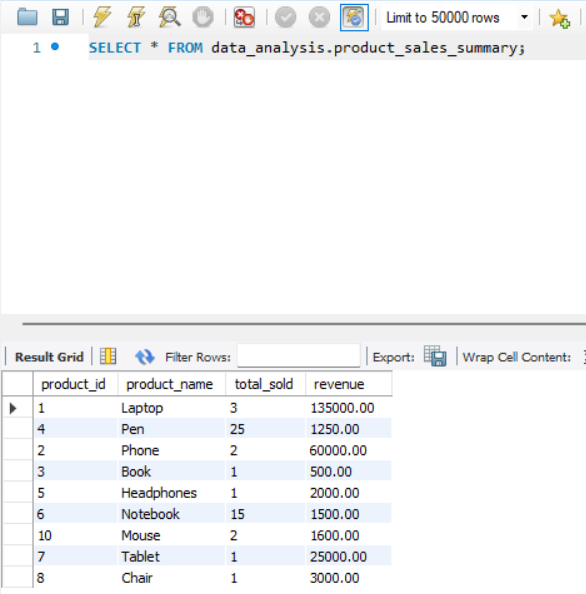 Limit to 50000 rows
1 SELECT * FROM data_analysis.product_sales_summary;
Result Grid Filter Rows: Export: Wrap Cell Content:
product_id product_name total_sold revenue
1 Laptop 3 135000.00
4 Pen 25 1250.00
2 Phone 2 60000.00
3 Book 1 500.00
5 Headphones 1 2000.00
6 Notebook 15 1500.00
10 Mouse 2 1600.00
7 Tablet 1 25000.00
8 Chair 1 3000.00